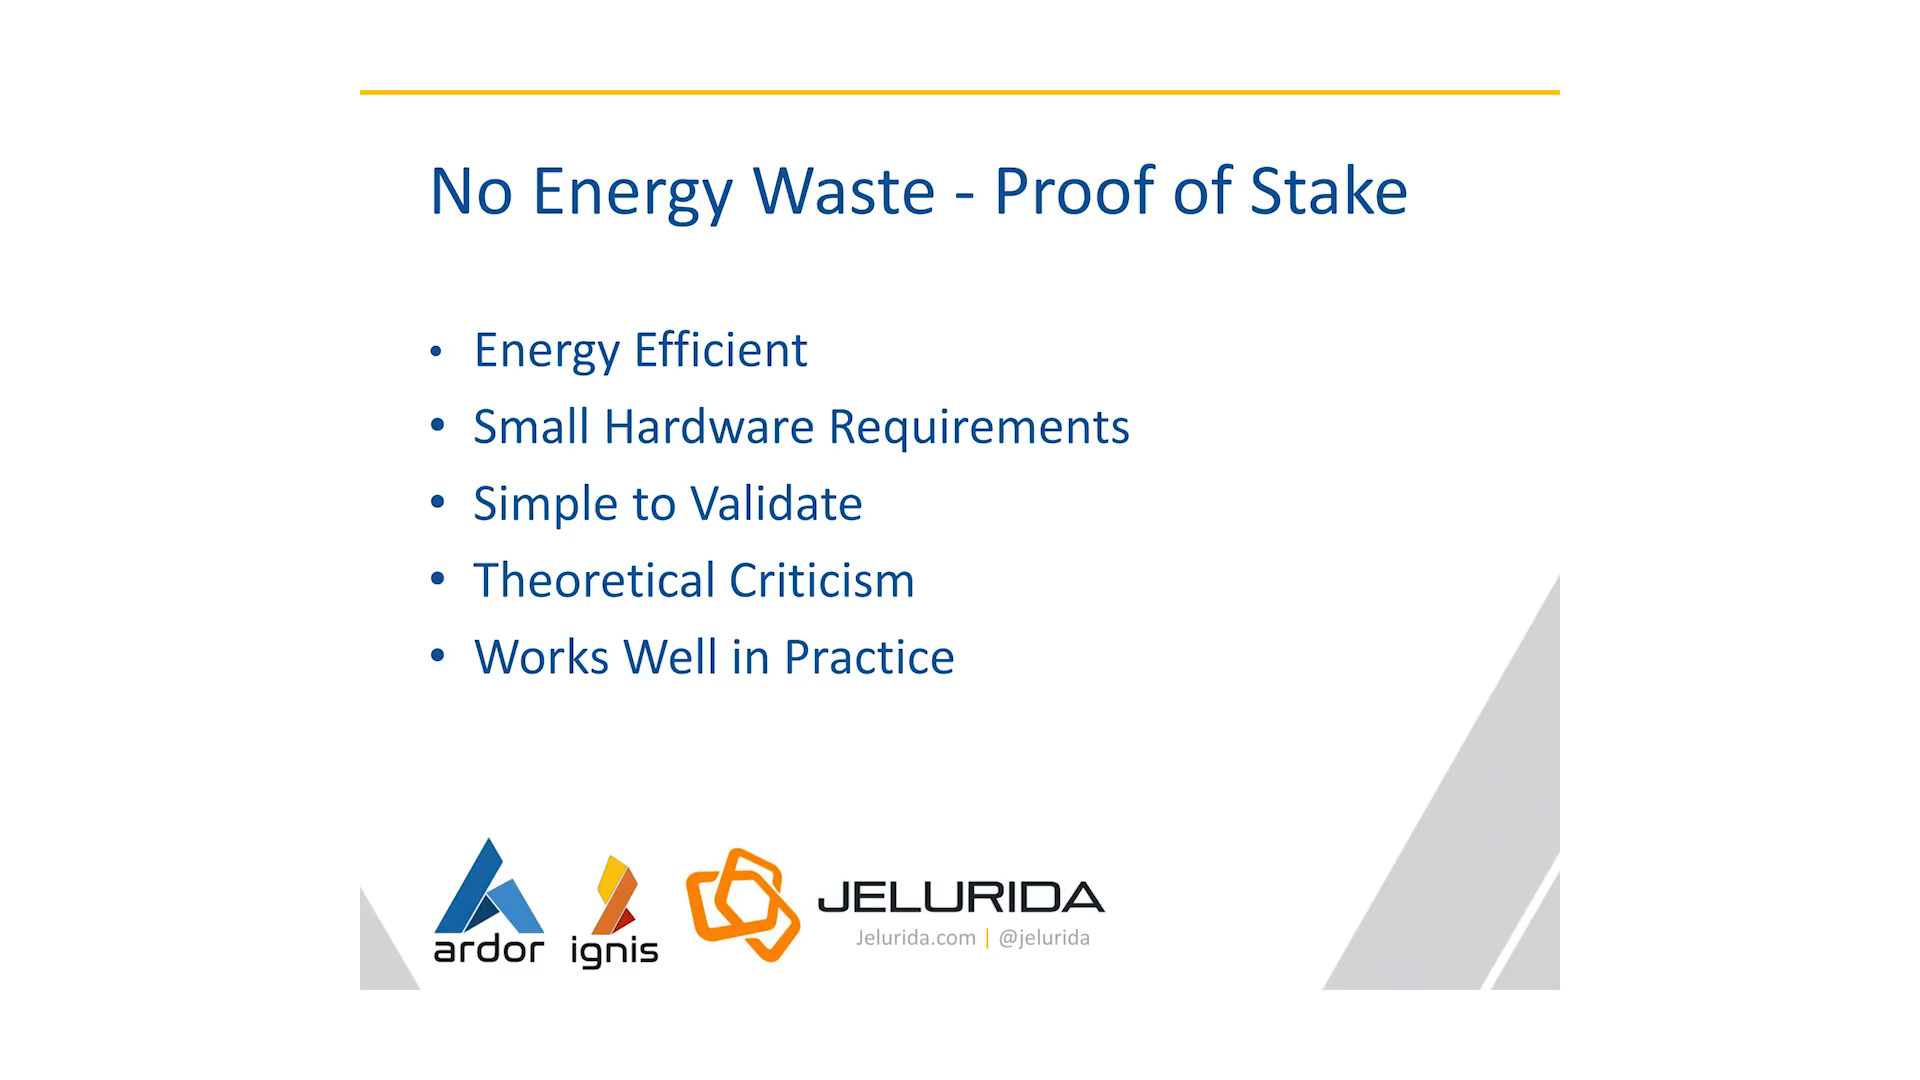 No Energy Waste - Proof of Stake
• Energy Efficient
• Small Hardware Requirements
• Simple to Validate
• Theoretical Criticism
• Works Well in Practice
ardor
ignis
JELURIDA
Jelurida.com | @jelurida